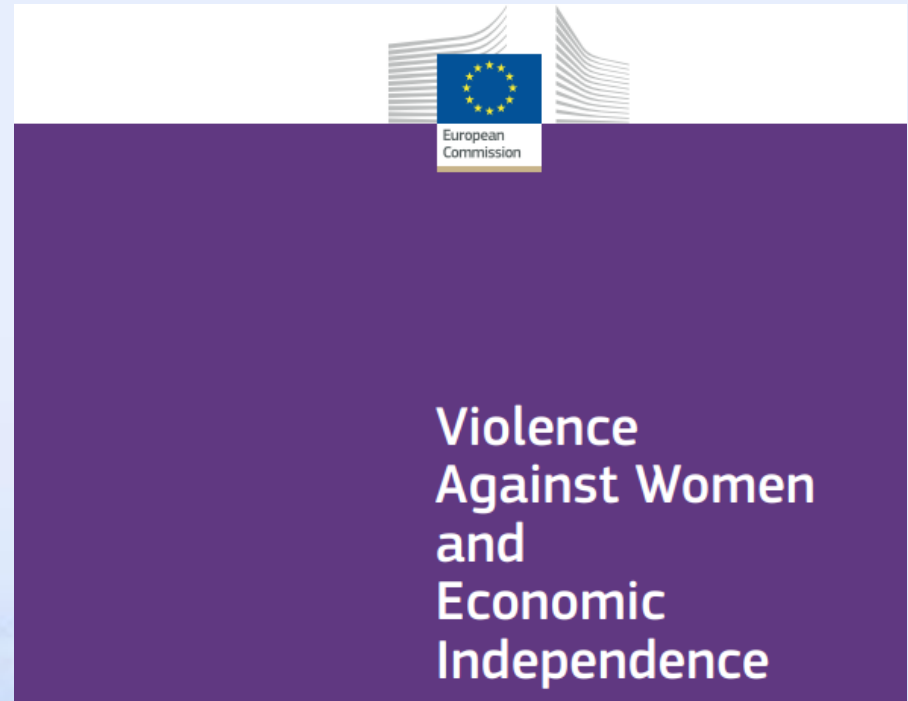 European
Commission
Violence
Against Women
and
Economic
Independence